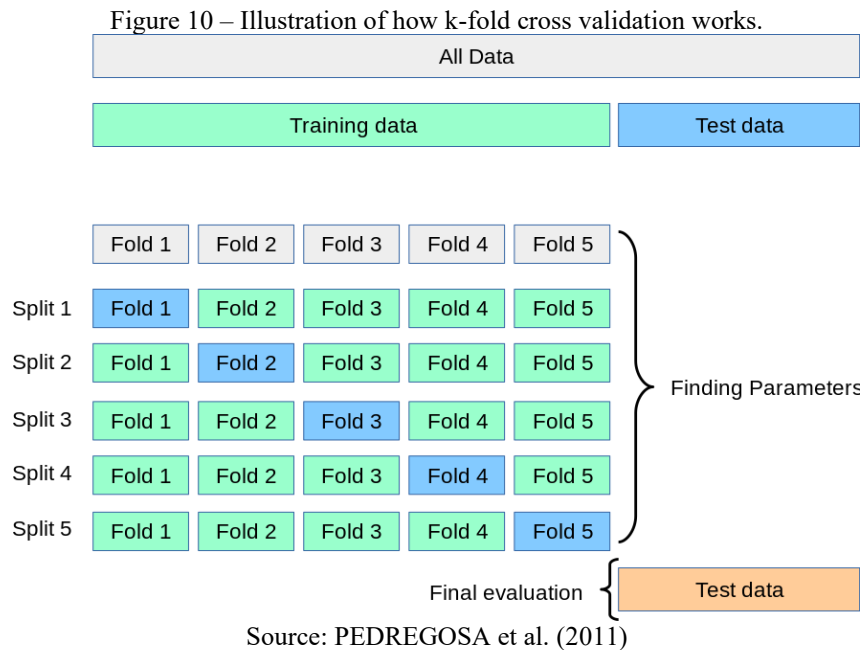 Figure 10 – Illustration of how k-fold cross validation works.
All Data
Training data Test data
Fold 1 Fold 2 Fold 3 Fold 4 Fold 5
Split 1 Fold 1 Fold 2 Fold 3 Fold 4 Fold 5
Split 2 Fold 1 Fold 2 Fold 3 Fold 4 Fold 5
Finding Parameters
Split 3 Fold 1 Fold 2 Fold 3 Fold 4 Fold 5
Split 4 Fold 1 Fold 2 Fold 3 Fold 4 Fold 5
Split 5 Fold 1 Fold 2 Fold 3 Fold 4 Fold 5
Final evaluation Test data
Source: PEDREGOSA et al. (2011)